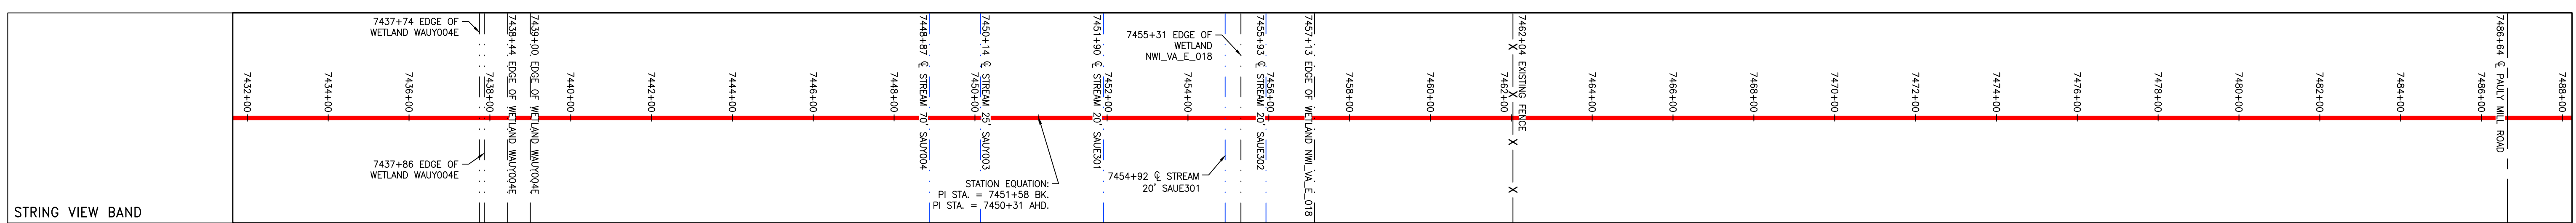 7437+74 EDGE OF
WETLAND WAUY004E
7437+86 EDGE OF
WETLAND WAUY004E
7438+44 EDGE OF WETLAND WAUY004E
7439+00 EDGE OF WETLAND WAUY004E
7448+87 ℄ STREAM 70' SAUY004
7450+14 ℄ STREAM 25' SAUY003
STATION EQUATION:
PI STA. = 7451+58 BK.
PI STA. = 7450+31 AHD.
7451+90 ℄ STREAM 20' SAUE301
7454+92 ℄ STREAM
20' SAUE301
7455+31 EDGE OF
WETLAND
NWI_VA_E_018
7455+93 ℄ STREAM 20' SAUE302
7457+13 EDGE OF WETLAND NWI_VA_E_018
7462+04 EXISTING FENCE
7486+64 ℄ PAULY MILL ROAD
7432+00
7434+00
7436+00
7438+00
7440+00
7442+00
7444+00
7446+00
7448+00
7450+00
7452+00
7454+00
7456+00
7458+00
7460+00
7462+00
7464+00
7466+00
7468+00
7470+00
7472+00
7474+00
7476+00
7478+00
7480+00
7482+00
7484+00
7486+00
7488+00
STRING VIEW BAND